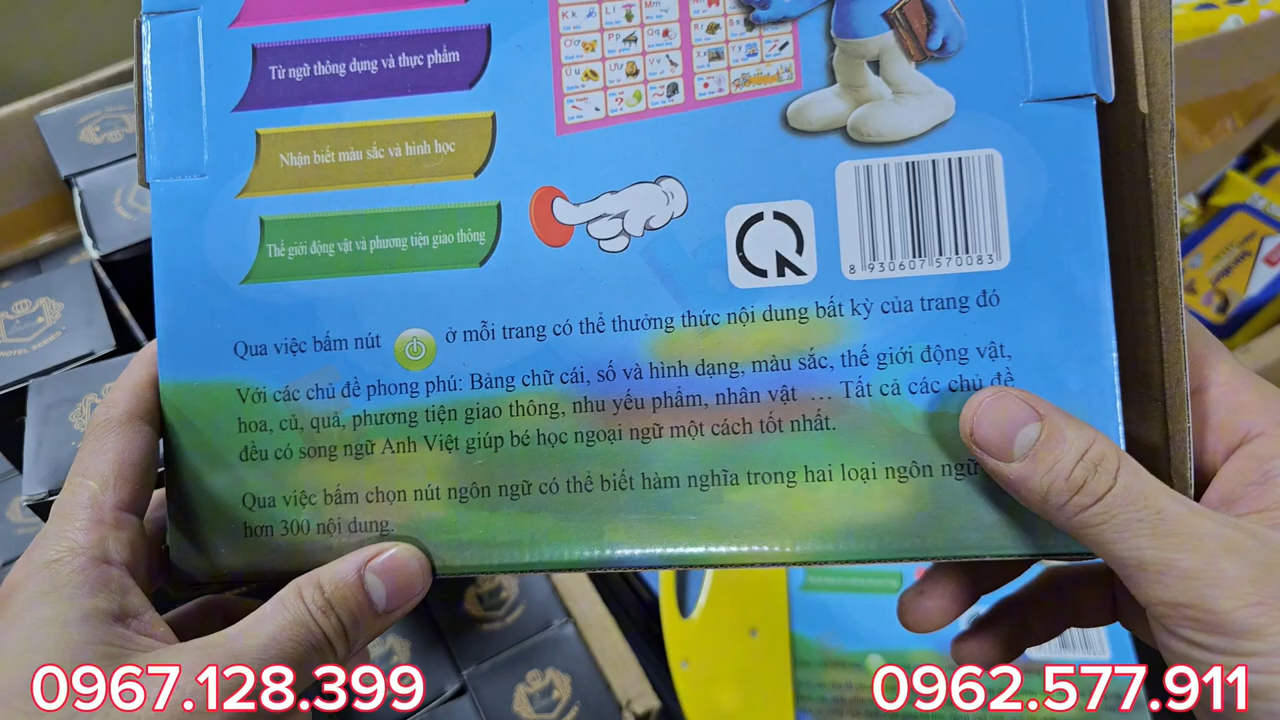 Từ ngữ thông dụng và thực phẩm
Nhận biết màu sắc và hình học
Thế giới động vật và phương tiện giao thông
8 930607 570083
Qua việc bấm nút ở mỗi trang có thể thưởng thức nội dung bất kỳ của trang đó
Với các chủ đề phong phú: Bảng chữ cái, số và hình dạng, màu sắc, thế giới động vật,
hoa, củ, quả, phương tiện giao thông, nhu yếu phẩm, nhân vật ... Tất cả các chủ đề
đều có song ngữ Anh Việt giúp bé học ngoại ngữ một cách tốt nhất.
Qua việc bấm chọn nút ngôn ngữ có thể biết hàm nghĩa trong hai loại ngôn ngữ
hơn 300 nội dung.
0967.128.399
0962.577.911